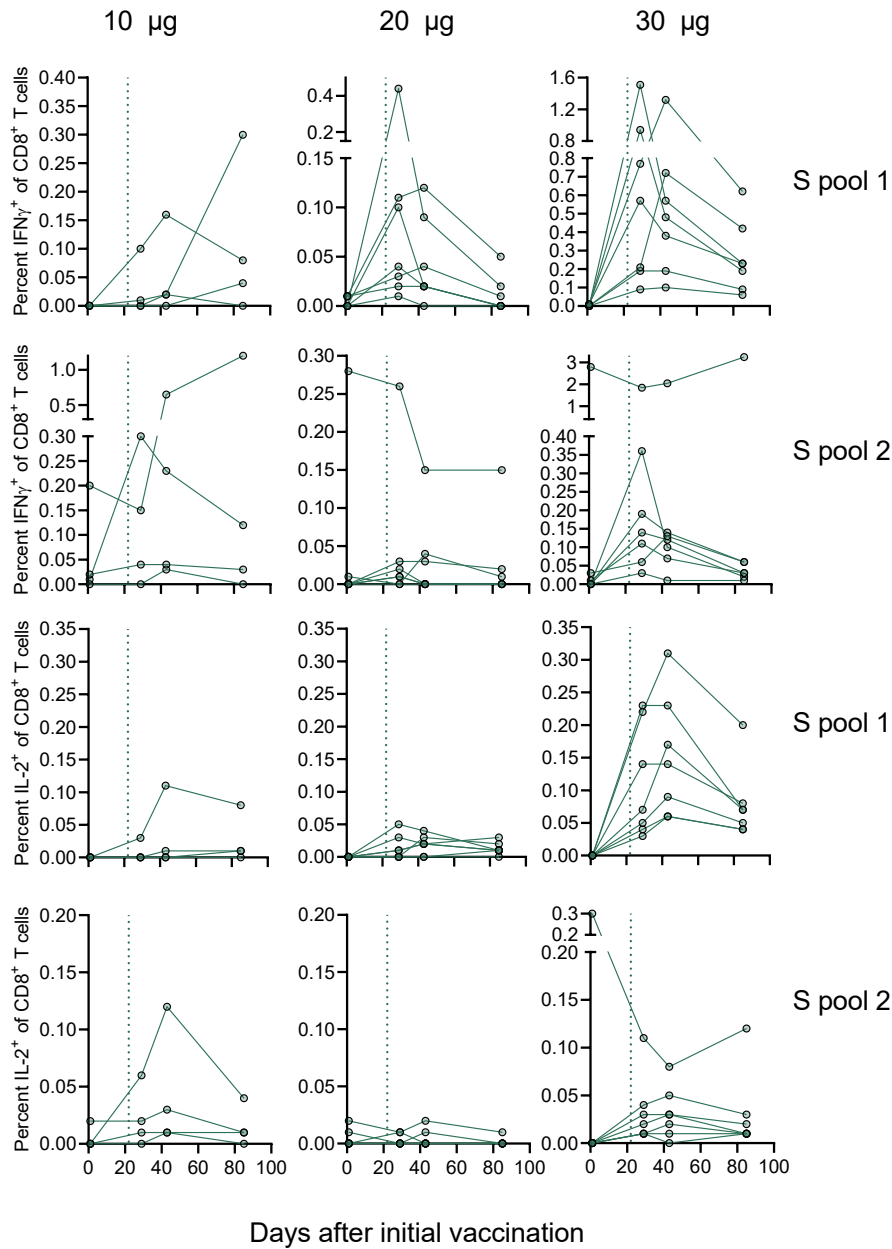 10 µg 20 µg 30 µg
Percent IFNγ⁺ of CD8⁺ T cells
0.40 0.35 0.30 0.25 0.20 0.15 0.10 0.05 0.00
0.4 0.2 0.15 0.10 0.05 0.00
1.6 1.2 0.8 0.8 0.7 0.6 0.5 0.4 0.3 0.2 0.1 0.0
S pool 1
Percent IFNγ⁺ of CD8⁺ T cells
1.0 0.5 0.30 0.25 0.20 0.15 0.10 0.05 0.00
0.30 0.25 0.20 0.15 0.10 0.05 0.00
3 2 1 0.40 0.35 0.30 0.25 0.20 0.15 0.10 0.05 0.00
S pool 2
Percent IL-2⁺ of CD8⁺ T cells
0.35 0.30 0.25 0.20 0.15 0.10 0.05 0.00
0.35 0.30 0.25 0.20 0.15 0.10 0.05 0.00
0.35 0.30 0.25 0.20 0.15 0.10 0.05 0.00
S pool 1
Percent IL-2⁺ of CD8⁺ T cells
0.20 0.15 0.10 0.05 0.00
0.20 0.15 0.10 0.05 0.00
0.3 0.2 0.20 0.15 0.10 0.05 0.00
S pool 2
0 20 40 60 80 100 0 20 40 60 80 100 0 20 40 60 80 100
Days after initial vaccination